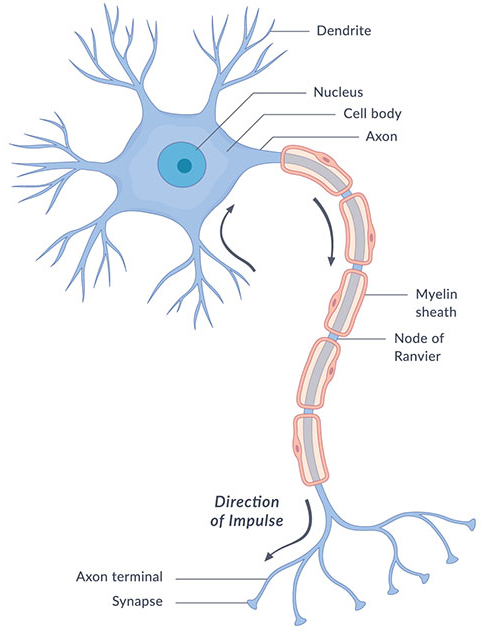 Dendrite
Nucleus
Cell body
Axon
Myelin
sheath
Node of
Ranvier
Direction
of Impulse
Axon terminal
Synapse